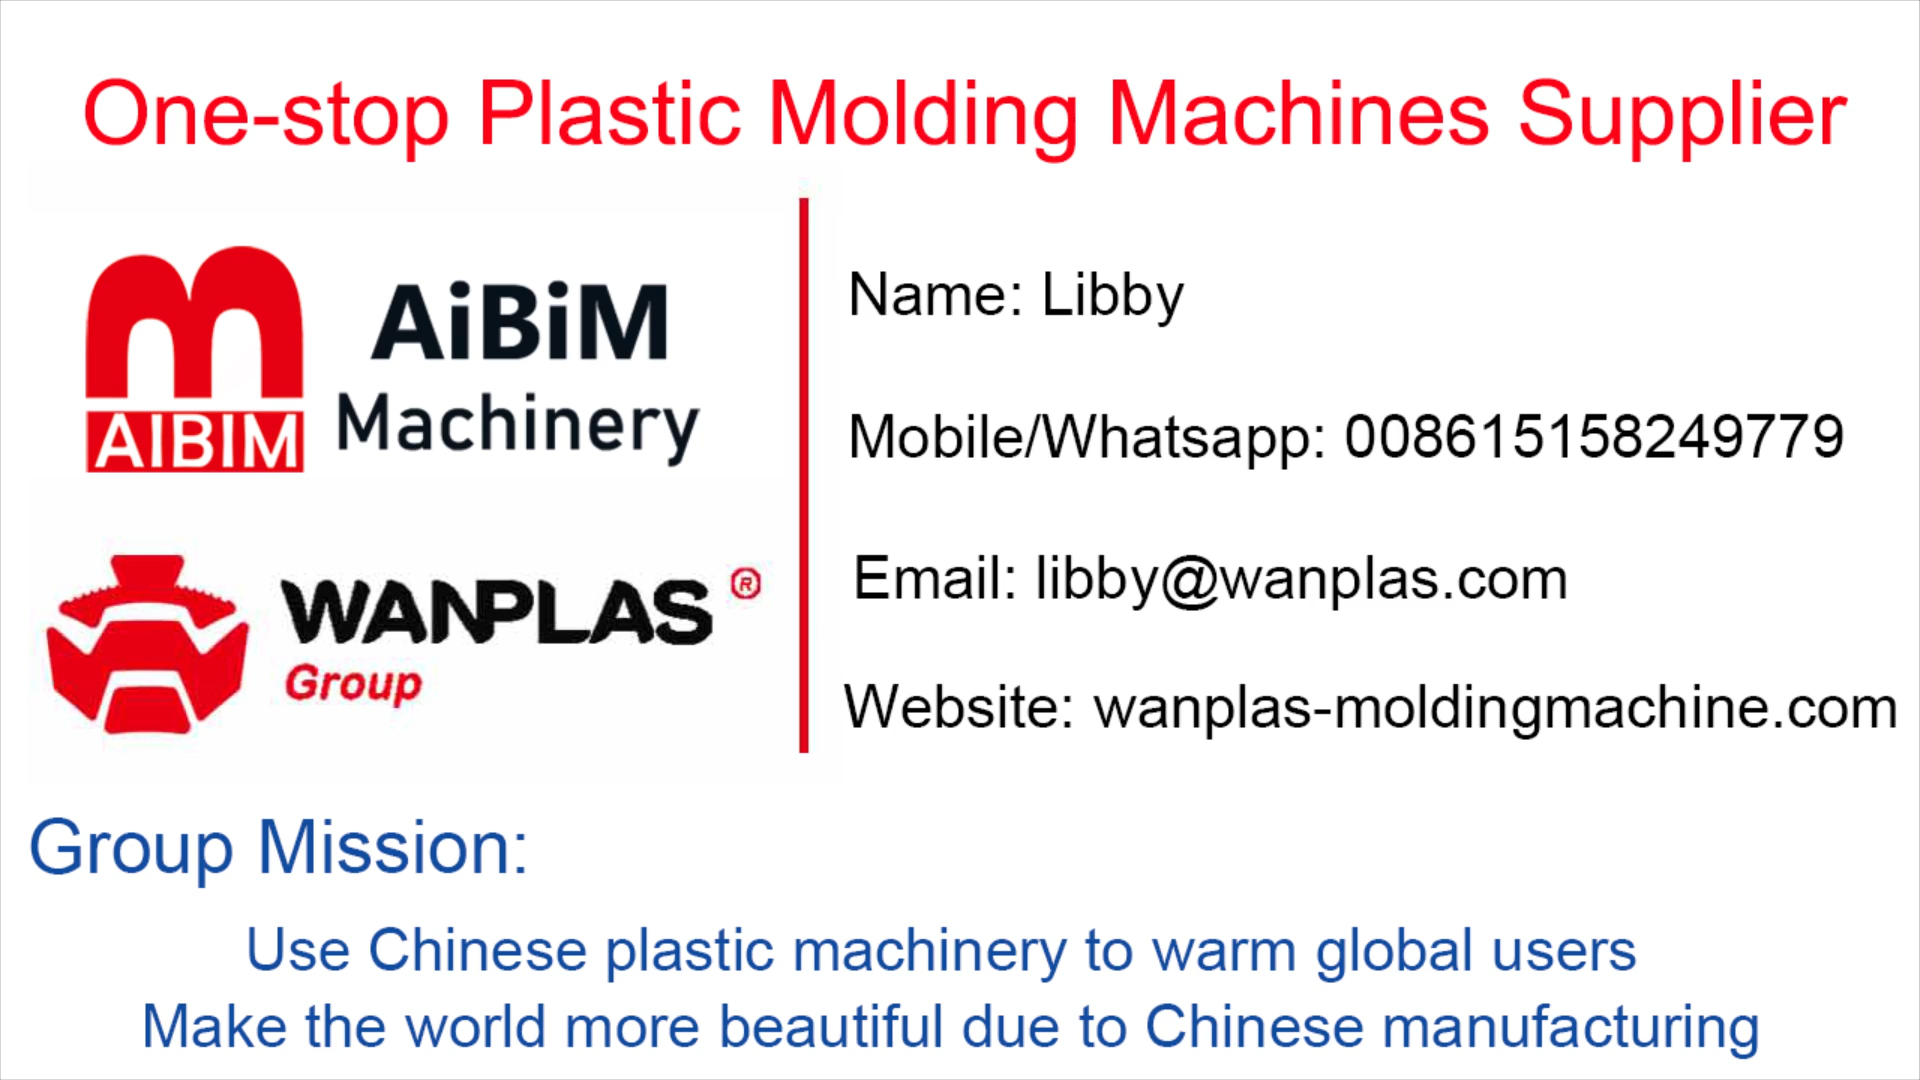 One-stop Plastic Molding Machines Supplier
AIBIM
AiBiM
Machinery
WANPLAS ®
Group
Name: Libby
Mobile/Whatsapp: 008615158249779
Email: libby@wanplas.com
Website: wanplas-moldingmachine.com
Group Mission:
Use Chinese plastic machinery to warm global users
Make the world more beautiful due to Chinese manufacturing